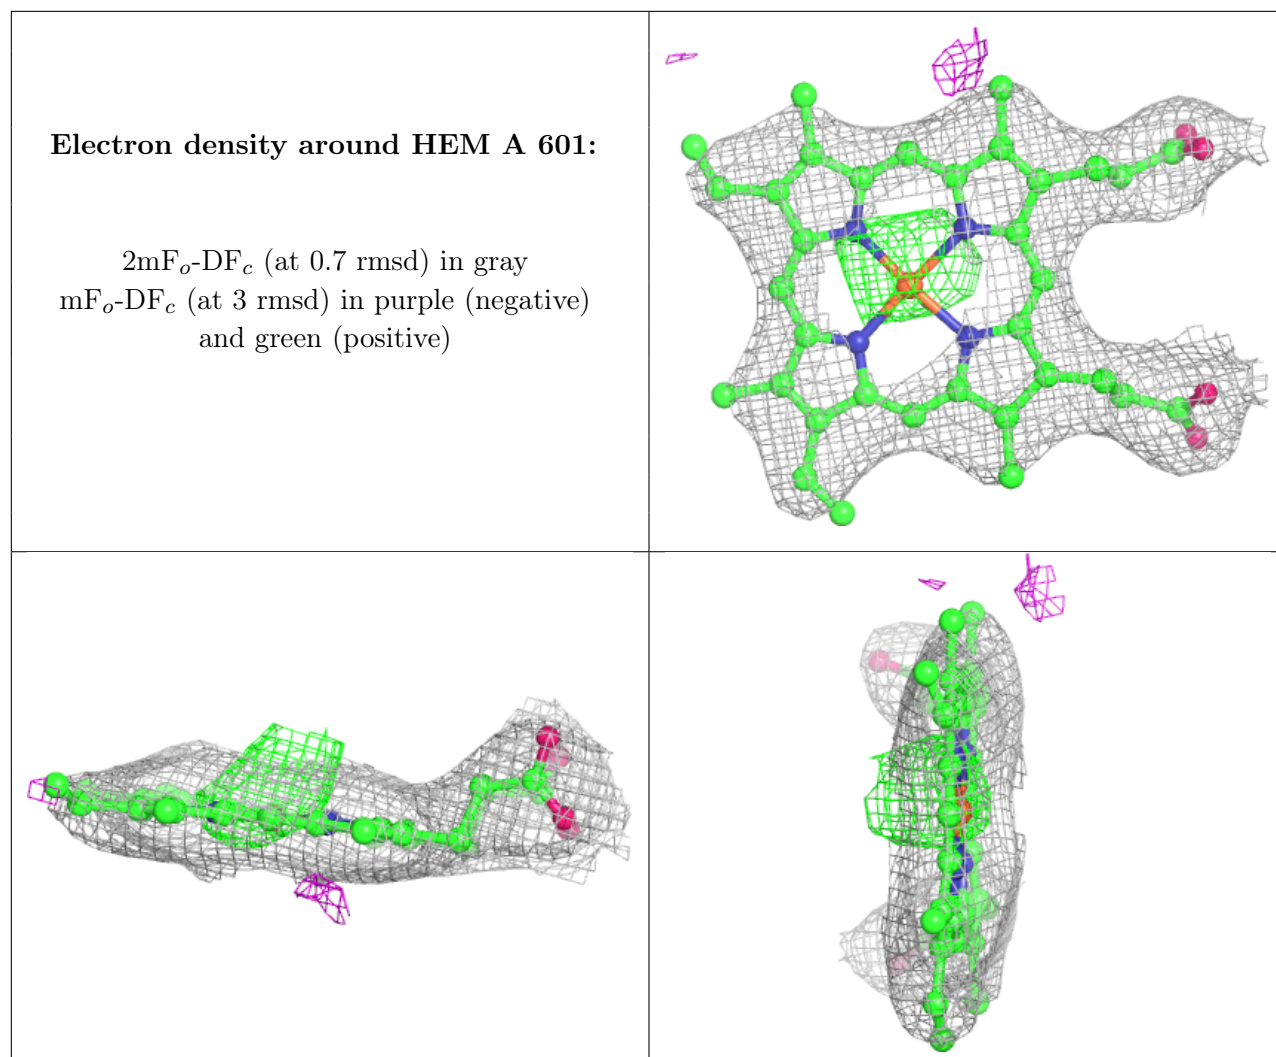 Electron density around HEM A 601:
2mFo-DFc (at 0.7 rmsd) in gray
mFo-DFc (at 3 rmsd) in purple (negative)
and green (positive)